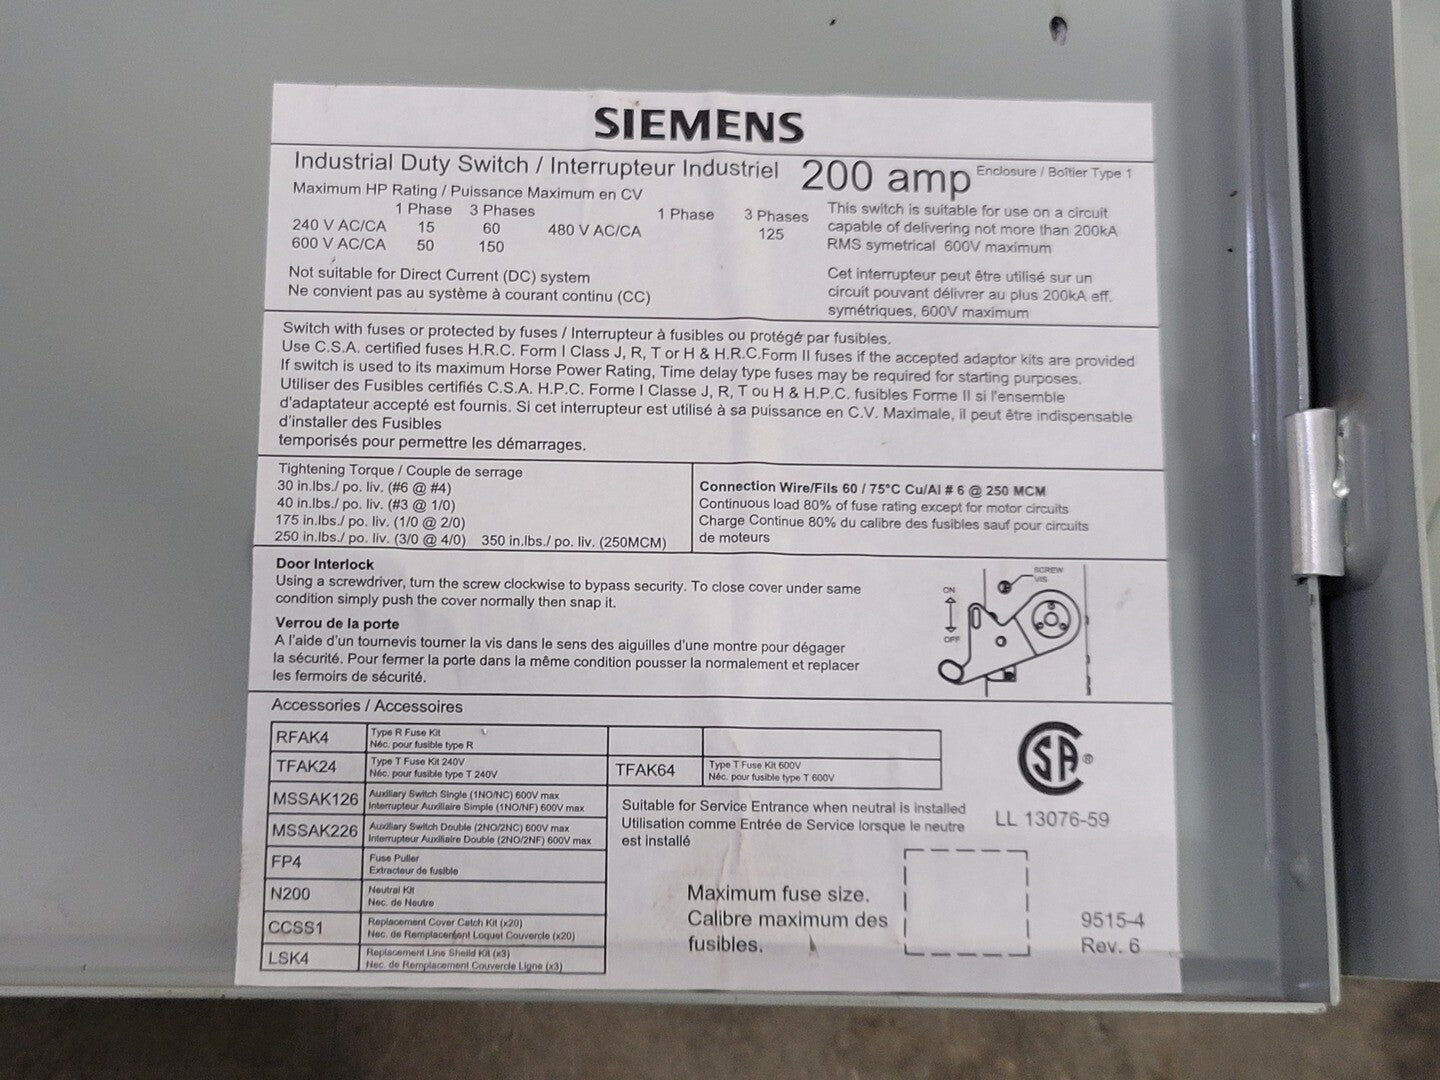 SIEMENS
Industrial Duty Switch / Interrupteur Industriel 200 amp Enclosure / Boîtier Type 1
Maximum HP Rating / Puissance Maximum en CV
1 Phase 3 Phases 1 Phase 3 Phases
240 V AC/CA 15 60 480 V AC/CA 125
600 V AC/CA 50 150
This switch is suitable for use on a circuit
capable of delivering not more than 200kA
RMS symetrical 600V maximum
Not suitable for Direct Current (DC) system
Ne convient pas au système à courant continu (CC)
Cet interrupteur peut être utilisé sur un
circuit pouvant délivrer au plus 200kA eff.
symétriques, 600V maximum
Switch with fuses or protected by fuses / Interrupteur à fusibles ou protégé par fusibles.
Use C.S.A. certified fuses H.R.C. Form I Class J, R, T or H & H.R.C.Form II fuses if the accepted adaptor kits are provided
If switch is used to its maximum Horse Power Rating, Time delay type fuses may be required for starting purposes.
Utiliser des Fusibles certifiés C.S.A. H.P.C. Forme I Classe J, R, T ou H & H.P.C. fusibles Forme II si l'ensemble
d'adaptateur accepté est fournis. Si cet interrupteur est utilisé à sa puissance en C.V. Maximale, il peut être indispensable
d'installer des Fusibles
temporisés pour permettre les démarrages.
Tightening Torque / Couple de serrage
30 in.lbs./ po. liv. (#6 @ #4)
40 in.lbs./ po. liv. (#3 @ 1/0)
175 in.lbs./ po. liv. (1/0 @ 2/0)
250 in.lbs./ po. liv. (3/0 @ 4/0) 350 in.lbs./ po. liv. (250MCM)
Connection Wire/Fils 60 / 75°C Cu/Al # 6 @ 250 MCM
Continuous load 80% of fuse rating except for motor circuits
Charge Continue 80% du calibre des fusibles sauf pour circuits
de moteurs
Door Interlock
Using a screwdriver, turn the screw clockwise to bypass security. To close cover under same
condition simply push the cover normally then snap it.
Verrou de la porte
A l'aide d'un tournevis tourner la vis dans le sens des aiguilles d'une montre pour dégager
la sécurité. Pour fermer la porte dans la même condition pousser la normalement et replacer
les fermoirs de sécurité.
SCREW
VIS
ON
OFF
Accessories / Accessoires
RFAK4 Type R Fuse Kit
Néc. pour fusible type R
TFAK24 Type T Fuse Kit 240V
Néc. pour fusible type T 240V
TFAK64 Type T Fuse Kit 600V
Néc. pour fusible type T 600V
MSSAK126 Auxiliary Switch Single (1NO/NC) 600V max
Interrupteur Auxiliaire Simple (1NO/NF) 600V max
MSSAK226 Auxiliary Switch Double (2NO/2NC) 600V max
Interrupteur Auxiliaire Double (2NO/2NF) 600V max
FP4 Fuse Puller
Extracteur de fusible
N200 Neutral Kit
Nec. de Neutre
CCSS1 Replacement Cover Catch Kit (x20)
Nec. de Remplacement Loquet Couvercle (x20)
LSK4 Replacement Line Sheild Kit (x3)
Nec. de Remplacement Couvercle Ligne (x3)
Suitable for Service Entrance when neutral is installed
Utilisation comme Entrée de Service lorsque le neutre
est installé
SA®
LL 13076-59
Maximum fuse size.
Calibre maximum des
fusibles.
9515-4
Rev. 6